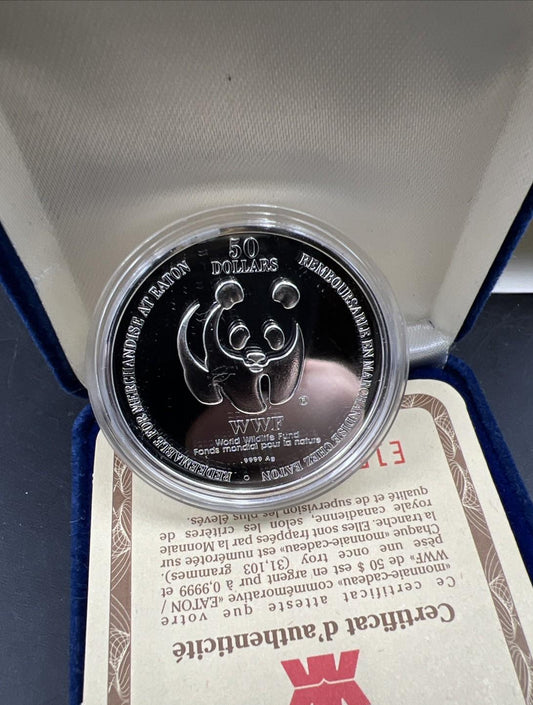 50
DOLLARS
REDEEMABLE FOR MERCHANDISE AT EATON
REMBOURSABLE EN MARCHANDISE CHEZ EATON
WWF
World Wildlife Fund
Fonds mondial pour la nature
.9999 Ag
Certificat d'authenticité
Ce certificat atteste que votre
«monnaie-cadeau» commémorative «EATON /
WWF» de 50 $ est en argent pur à 0,9999 et
pèse une once troy (31,103 grammes).
Chaque «monnaie-cadeau» est numérotée sur
la tranche. Elles sont frappées par la Monnaie
royale canadienne, selon les critères de
qualité et de supervision les plus élevés.